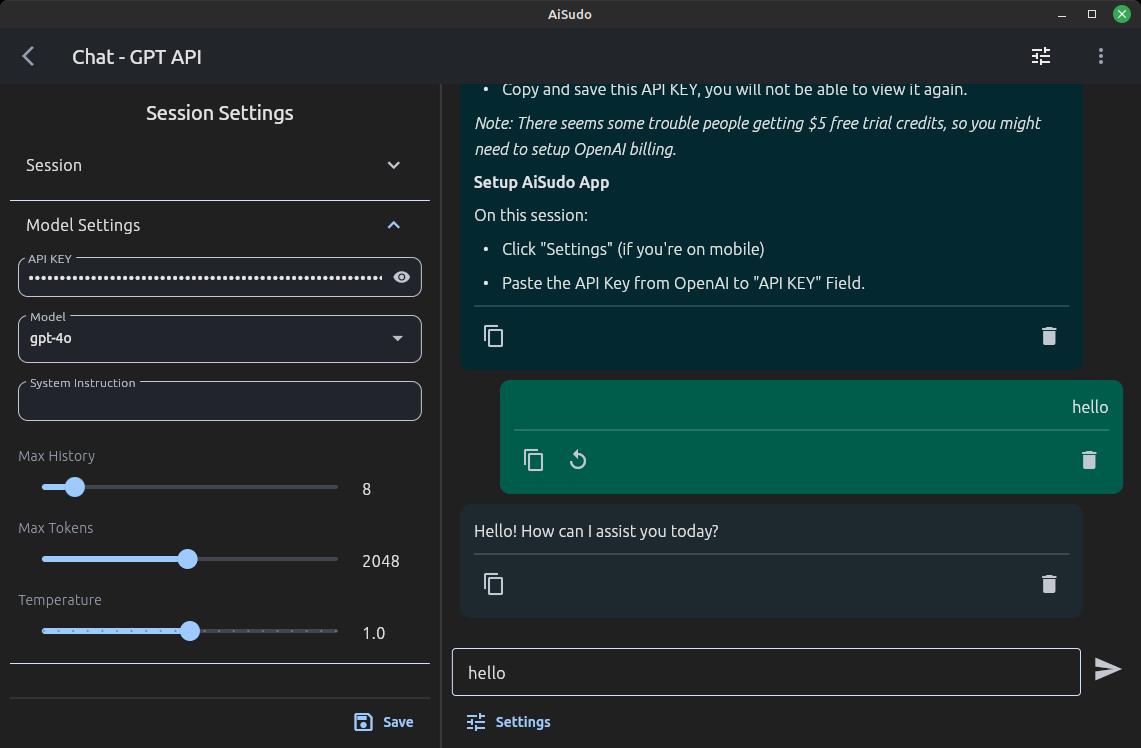 AiSudo
Chat - GPT API
Session Settings
Session
Model Settings
API KEY
Model
gpt-4o
System Instruction
Max History
8
Max Tokens
2048
Temperature
1.0
Save
• Copy and save this API KEY, you will not be able to view it again.
Note: There seems some trouble people getting $5 free trial credits, so you might
need to setup OpenAI billing.
Setup AiSudo App
On this session:
• Click "Settings" (if you're on mobile)
• Paste the API Key from OpenAI to "API KEY" Field.
hello
Hello! How can I assist you today?
hello
Settings